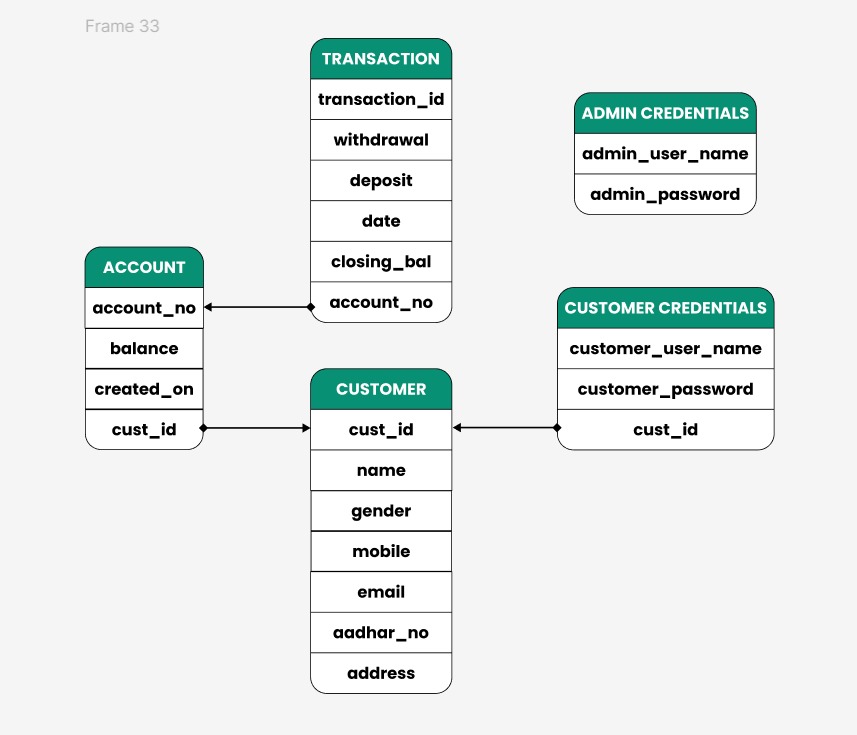 Frame 33
TRANSACTION
transaction_id
withdrawal
deposit
date
closing_bal
account_no
ADMIN CREDENTIALS
admin_user_name
admin_password
ACCOUNT
account_no
balance
created_on
cust_id
CUSTOMER
cust_id
name
gender
mobile
email
aadhar_no
address
CUSTOMER CREDENTIALS
customer_user_name
customer_password
cust_id